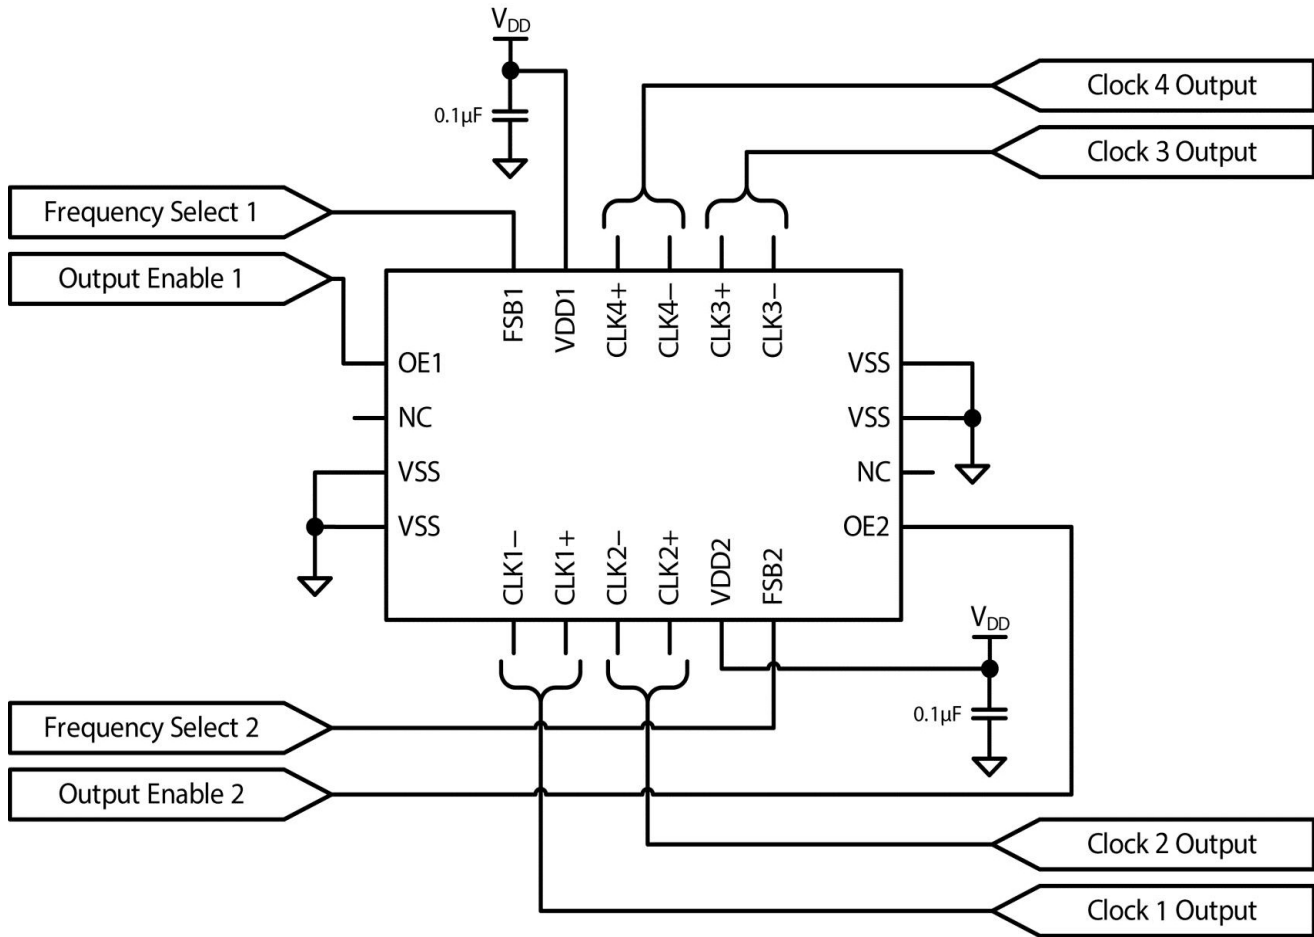 VDD
Clock 4 Output
0.1µF
Clock 3 Output
Frequency Select 1
Output Enable 1
FSB1
VDD1
CLK4+
CLK4−
CLK3+
CLK3−
OE1
VSS
NC
VSS
VSS
NC
VSS
OE2
CLK1−
CLK1+
CLK2−
CLK2+
VDD2
FSB2
VDD
Frequency Select 2
0.1µF
Output Enable 2
Clock 2 Output
Clock 1 Output